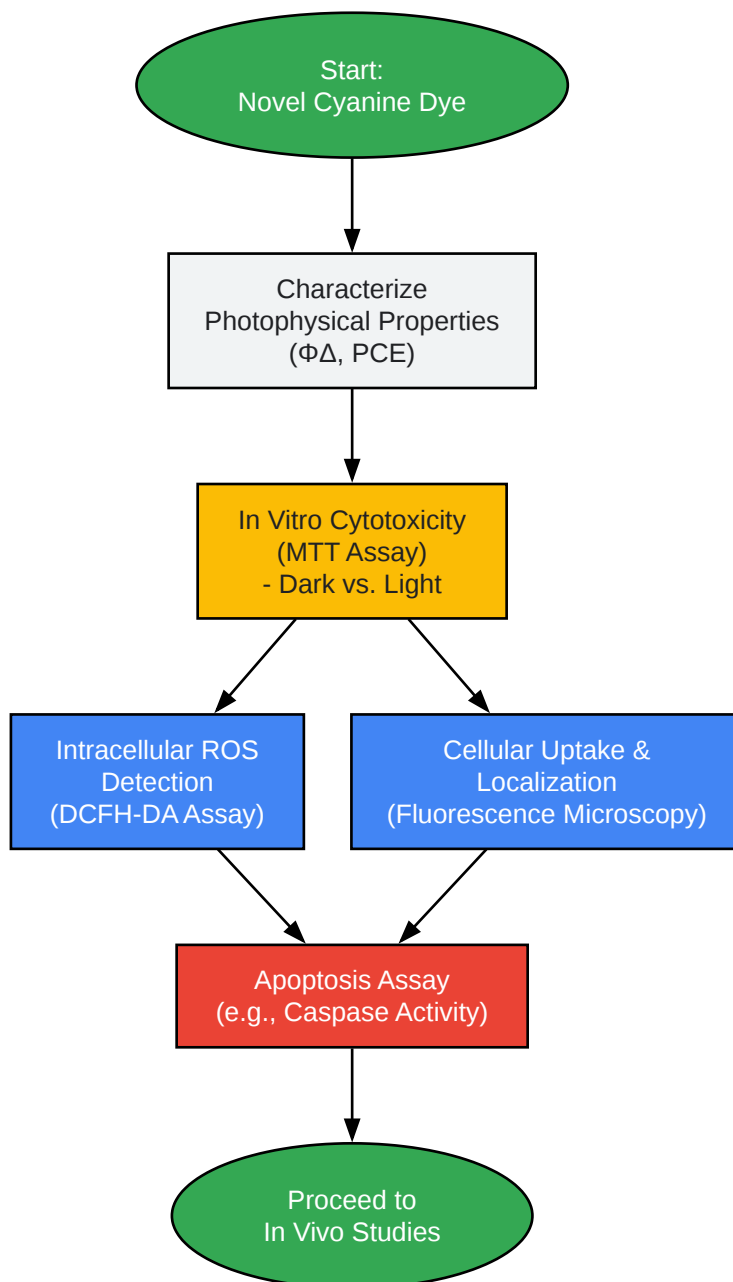 Start:
Novel Cyanine Dye
Characterize
Photophysical Properties
(ΦΔ, PCE)
In Vitro Cytotoxicity
(MTT Assay)
- Dark vs. Light
Intracellular ROS
Detection
(DCFH-DA Assay)
Cellular Uptake &
Localization
(Fluorescence Microscopy)
Apoptosis Assay
(e.g., Caspase Activity)
Proceed to
In Vivo Studies